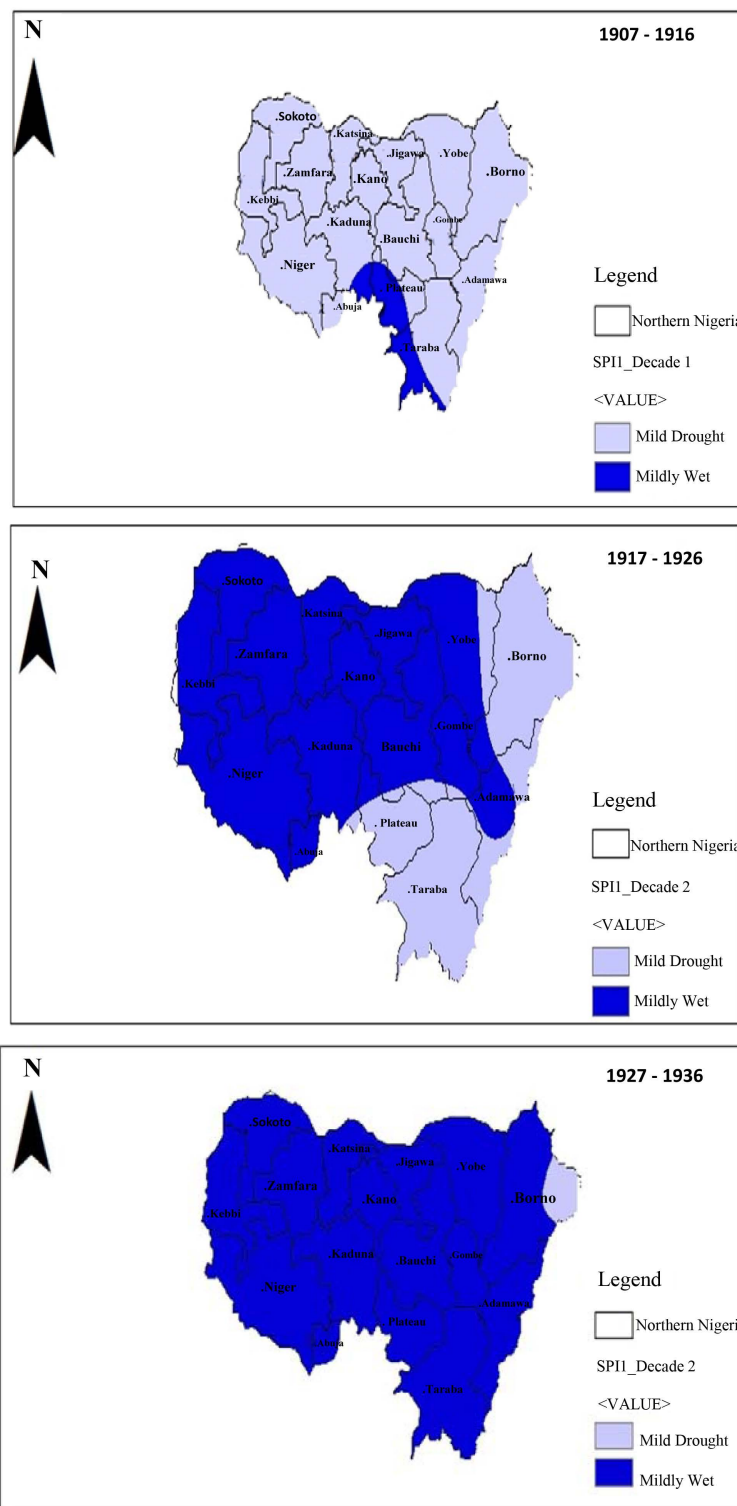 N
1907 - 1916
.Sokoto
.Katsina
.Jigawa
.Yobe
.Zamfara
.Kano
.Borno
.Kebbi
.Kaduna
.Gombe
.Bauchi
.Niger
.Adamawa
.Plateau
.Abuja
.Taraba
Legend
Northern Nigeria
SPI1_Decade 1
<VALUE>
Mild Drought
Mildly Wet
N
1917 - 1926
.Sokoto
.Katsina
.Jigawa
.Yobe
.Zamfara
.Borno
.Kano
.Kebbi
.Gombe
.Kaduna
Banchi
.Niger
.Adamawa
. Plateau
.Abuja
.Taraba
Legend
Northern Nigeria
SPI1_Decade 2
<VALUE>
Mild Drought
Mildly Wet
N
1927 - 1936
.Sokoto
.Katsina
.Jigawa
.Yobe
.Zamfara
.Kano
.Borno
.Kebbi
.Kaduna
.Gembe
.Banchi
.Niger
.Adamawa
.Plateau
.Abuja
.Taraba
Legend
Northern Nigeria
SPI1_Decade 2
<VALUE>
Mild Drought
Mildly Wet